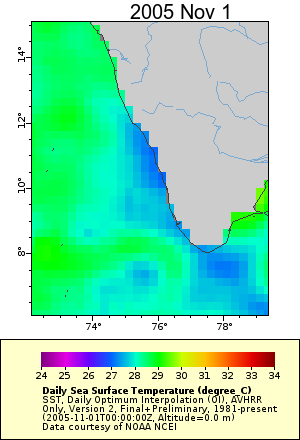 2005 Nov 1
14°
12°
10°
8°
74°
76°
78°
24 25 26 27 28 29 30 31 32 33 34
Daily Sea Surface Temperature (degree_C)
SST, Daily Optimum Interpolation (OI), AVHRR
Only, Version 2, Final+Preliminary, 1981-present
(2005-11-01T00:00:00Z, Altitude=0.0 m)
Data courtesy of NOAA NCEI